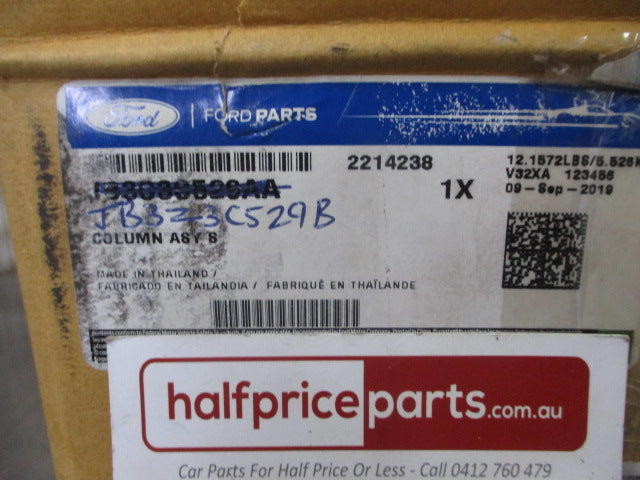 Ford | FORD PARTS
2214238
12.1572LBS/5.526K
1X
V32XA 123456
09-Sep-2019
JB3Z3C529B
COLUMN ASY S
MADE IN THAILAND /
FABRICADO EN TAILANDIA / FABRIQUÉ EN THAÏLANDE
halfpriceparts.com.au
Car Parts For Half Price Or Less - Call 0412 760 479